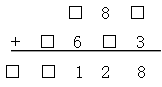 □ 8 □
+ □ 6 □ 3
□ □ 1 2 8